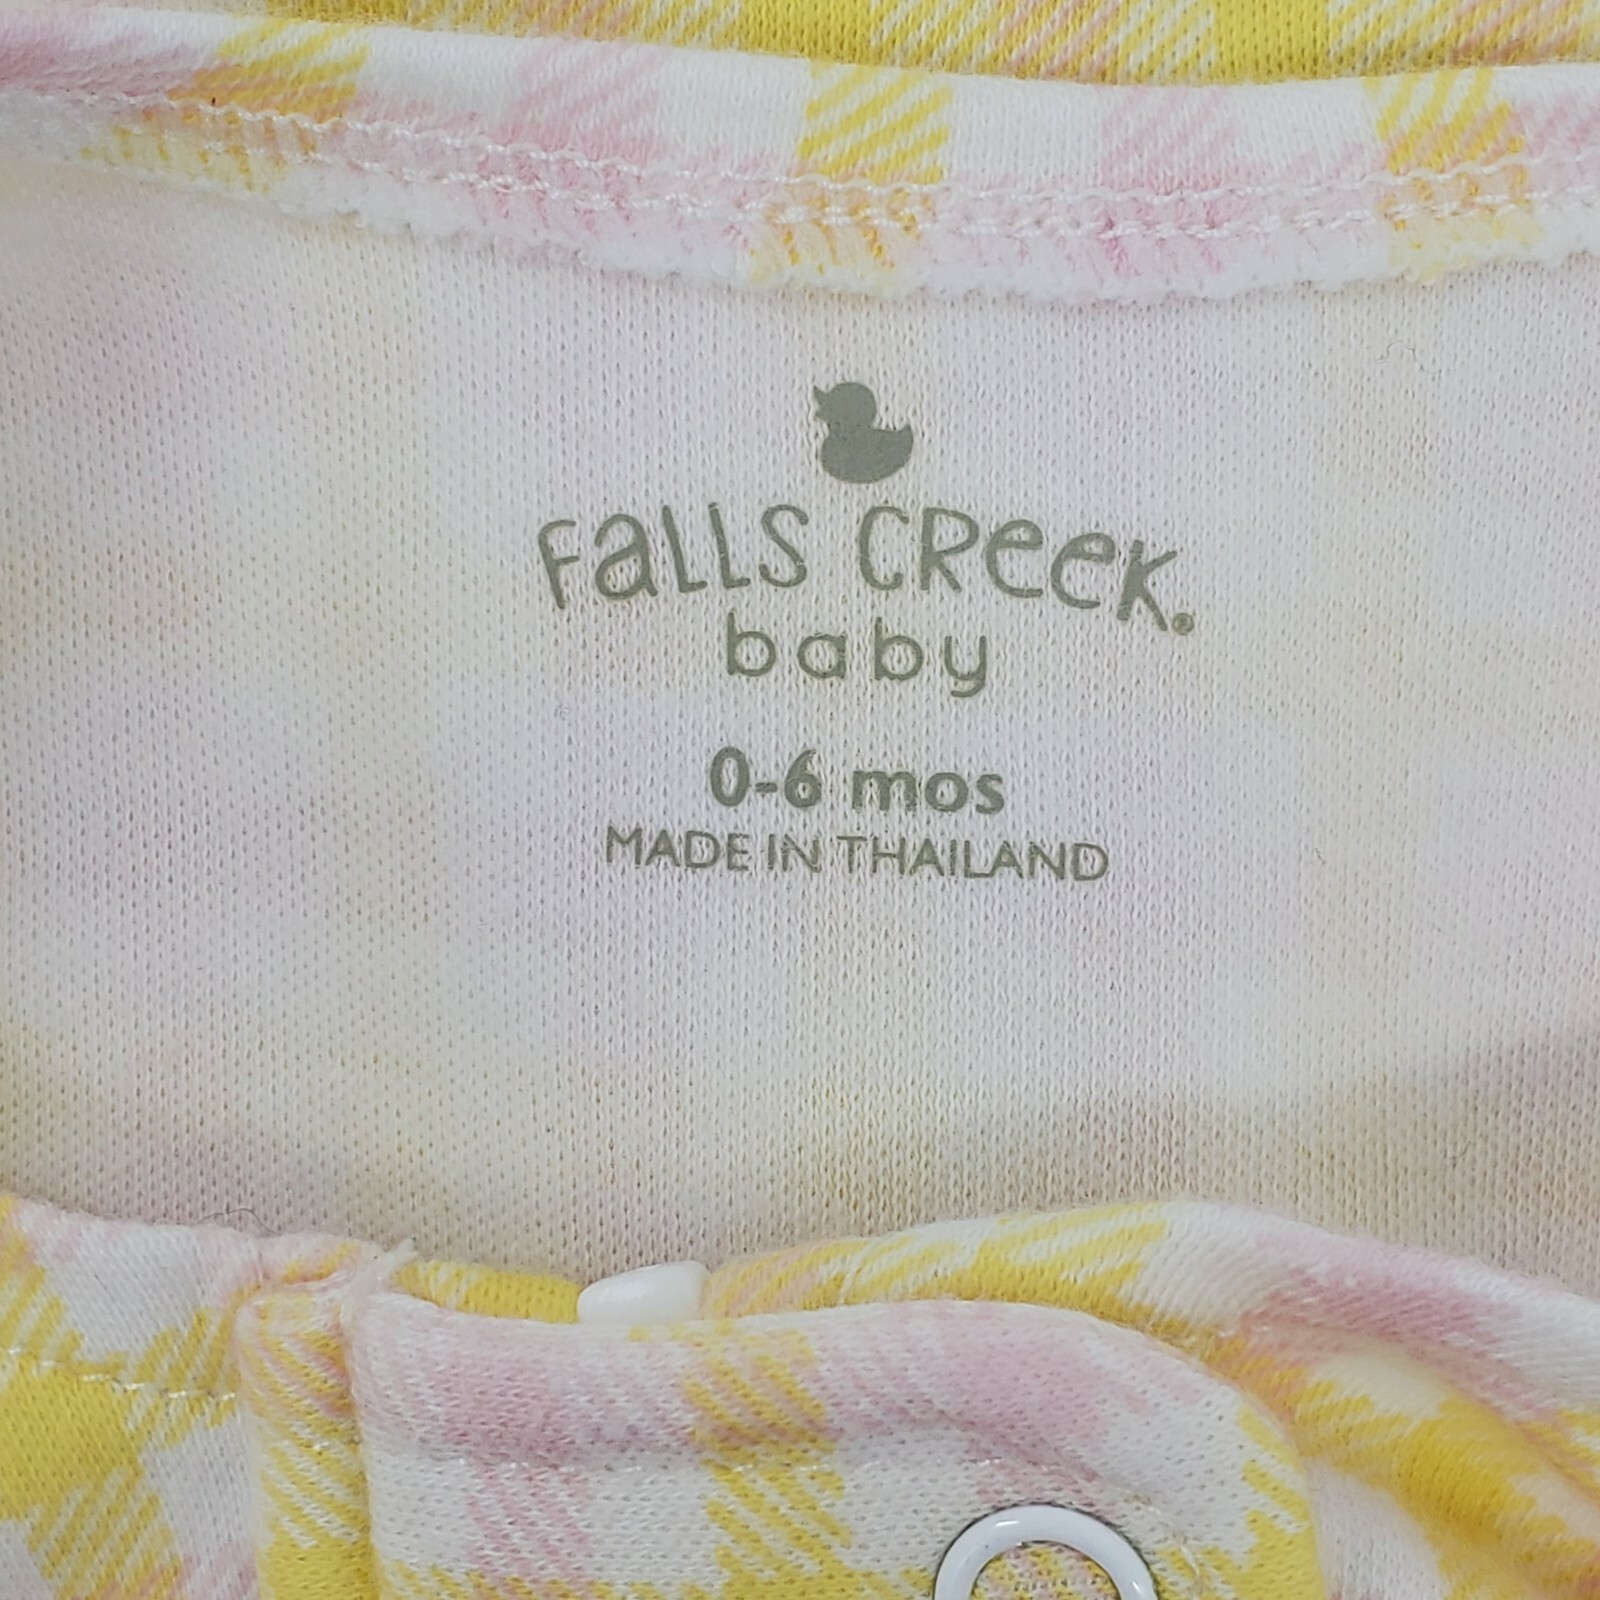 FaLLS CReeK®
baby
0-6 mos
MADE IN THAILAND